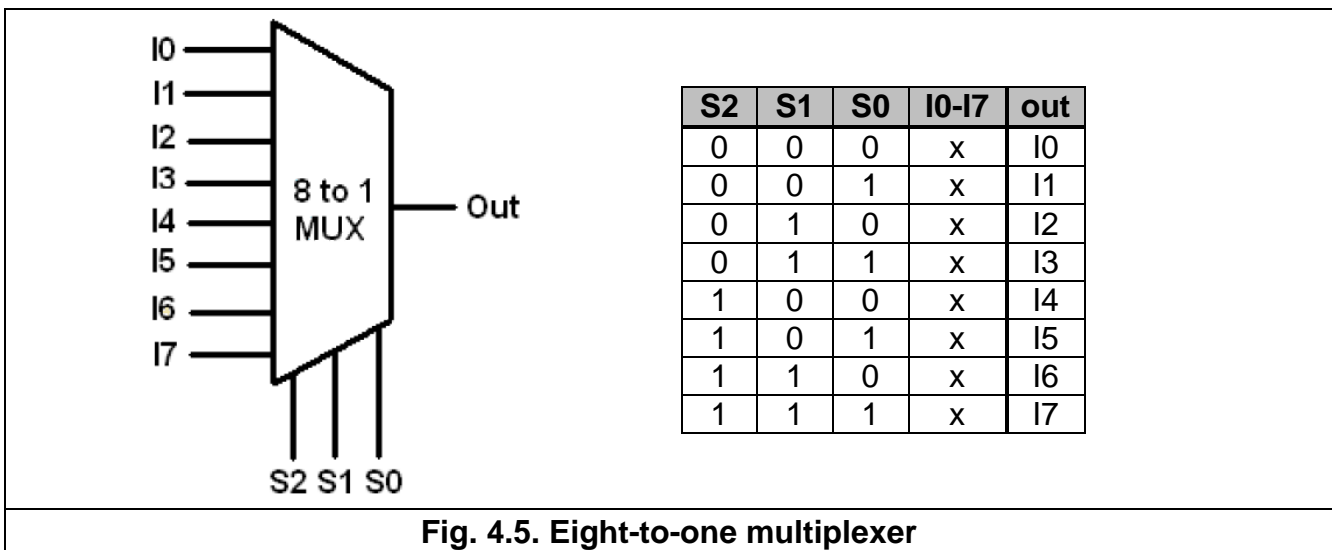 I0
I1
I2
I3
I4
I5
I6
I7
8 to 1
MUX
Out
S2 S1 S0
S2 S1 S0 I0-I7 out
0 0 0 x I0
0 0 1 x I1
0 1 0 x I2
0 1 1 x I3
1 0 0 x I4
1 0 1 x I5
1 1 0 x I6
1 1 1 x I7
Fig. 4.5. Eight-to-one multiplexer